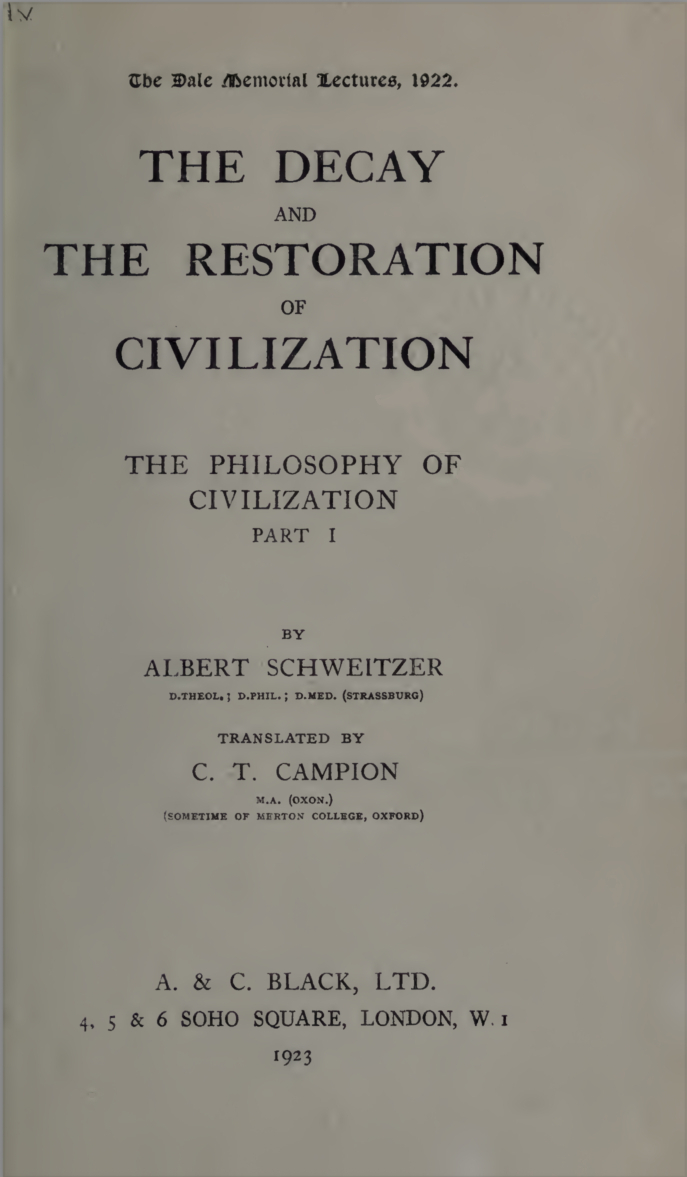 The Dale Memorial Lectures, 1922.
THE DECAY
AND
THE RESTORATION
OF
CIVILIZATION
THE PHILOSOPHY OF
CIVILIZATION
PART I
BY
ALBERT SCHWEITZER
D.THEOL.; D.PHIL.; D.MED. (STRASSBURG)
TRANSLATED BY
C. T. CAMPION
M.A. (OXON.)
(SOMETIME OF MERTON COLLEGE, OXFORD)
A. & C. BLACK, LTD.
4, 5 & 6 SOHO SQUARE, LONDON, W. 1
1923